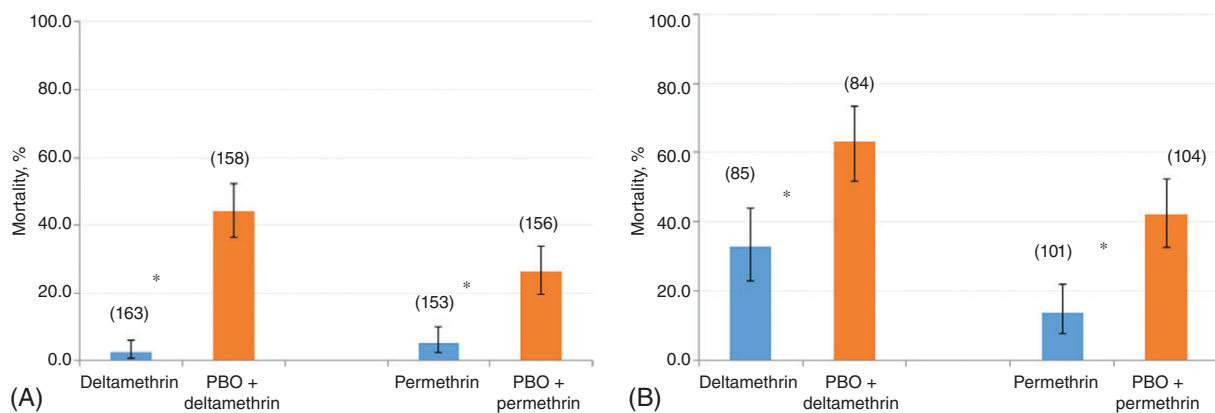 100.0
80.0
60.0
40.0
20.0
0.0
Mortality, %
(163)
*
(158)
(153)
*
(156)
Deltamethrin
PBO +
deltamethrin
Permethrin
PBO +
permethrin
(A)
100.0
80.0
60.0
40.0
20.0
0.0
Mortality, %
(85)
*
(84)
(101)
*
(104)
Deltamethrin
PBO +
deltamethrin
Permethrin
PBO +
permethrin
(B)